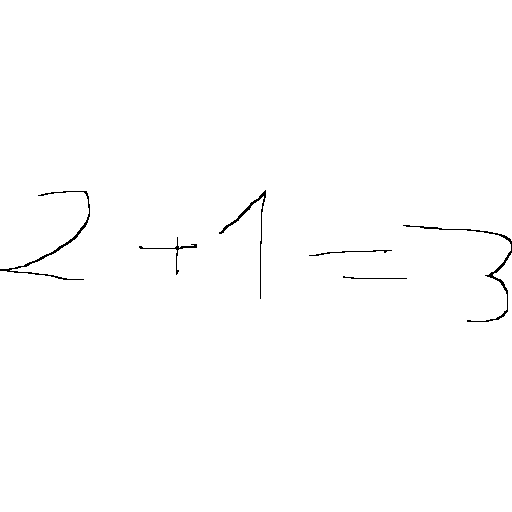 2 + 1 = 3